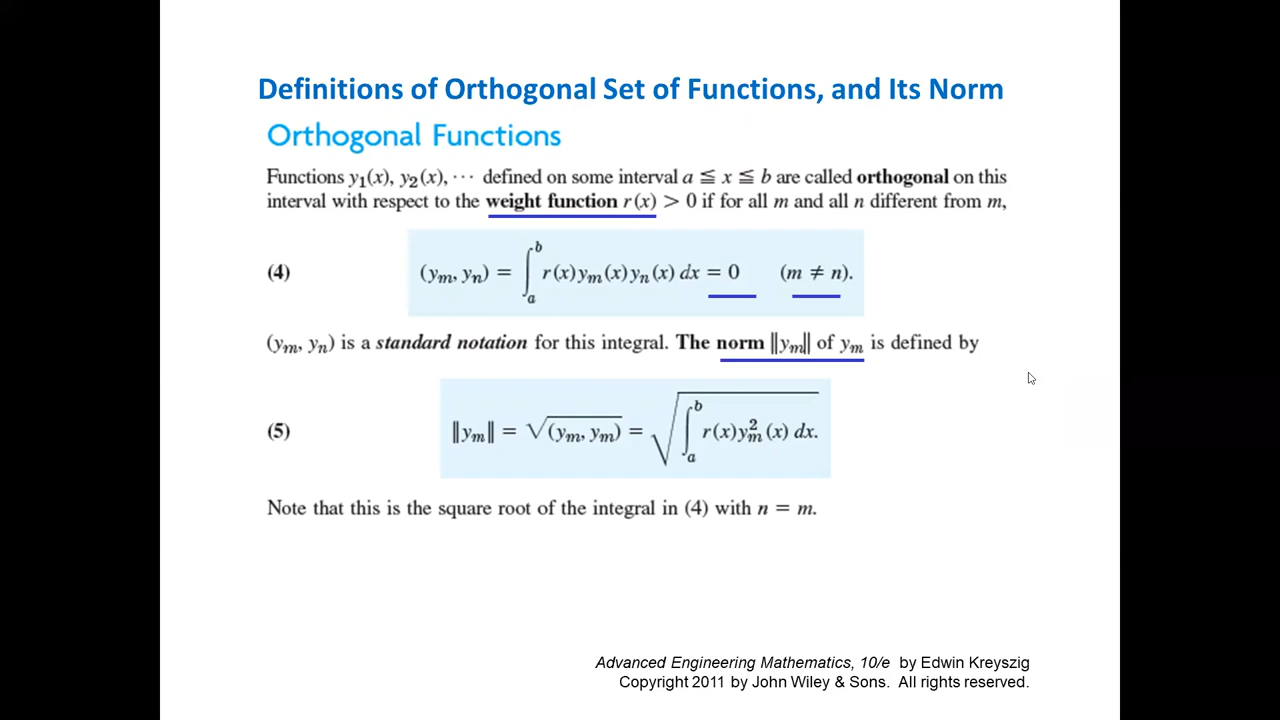 Definitions of Orthogonal Set of Functions, and Its Norm
Orthogonal Functions
Functions y₁(x), y₂(x), ⋯ defined on some interval a ≦ x ≦ b are called orthogonal on this
interval with respect to the weight function r(x) > 0 if for all m and all n different from m,
(4) (yₘ, yₙ) = ∫ₐᵇ r(x)yₘ(x)yₙ(x) dx = 0 (m ≠ n).
(yₘ, yₙ) is a standard notation for this integral. The norm ‖yₘ‖ of yₘ is defined by
(5) ‖yₘ‖ = √(yₘ, yₘ) = √∫ₐᵇ r(x)yₘ²(x) dx.
Note that this is the square root of the integral in (4) with n = m.
Advanced Engineering Mathematics, 10/e by Edwin Kreyszig
Copyright 2011 by John Wiley & Sons. All rights reserved.